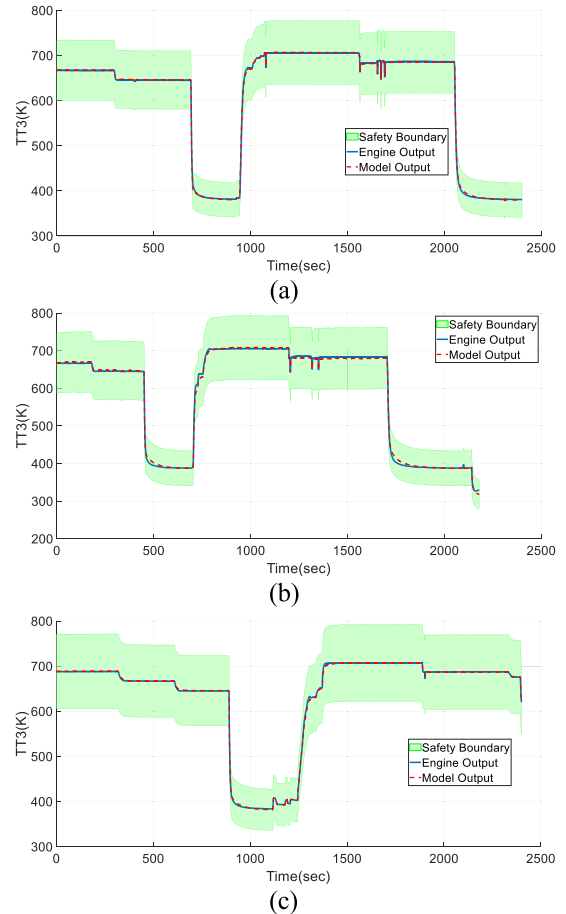 800
700
600
500
400
300
TT3(K)
Safety Boundary
Engine Output
Model Output
0 500 1000 1500 2000 2500
Time(sec)
(a)
800
700
600
500
400
300
200
TT3(K)
Safety Boundary
Engine Output
Model Output
0 500 1000 1500 2000 2500
Time(sec)
(b)
800
700
600
500
400
300
TT3(K)
Safety Boundary
Engine Output
Model Output
0 500 1000 1500 2000 2500
Time(sec)
(c)